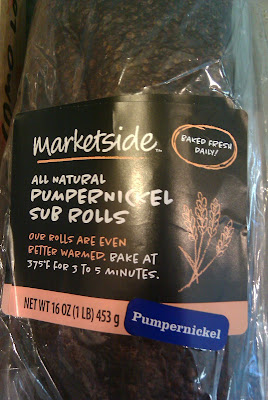 marketside™
BAKED FRESH
DAILY!
ALL NATURAL
PUMPERNICKEL
SUB ROLLS
OUR ROLLS ARE EVEN
BETTER WARMED. BAKE AT
375°F FOR 3 TO 5 MINUTES.
NET WT 16 OZ (1 LB) 453 g
Pumpernickel